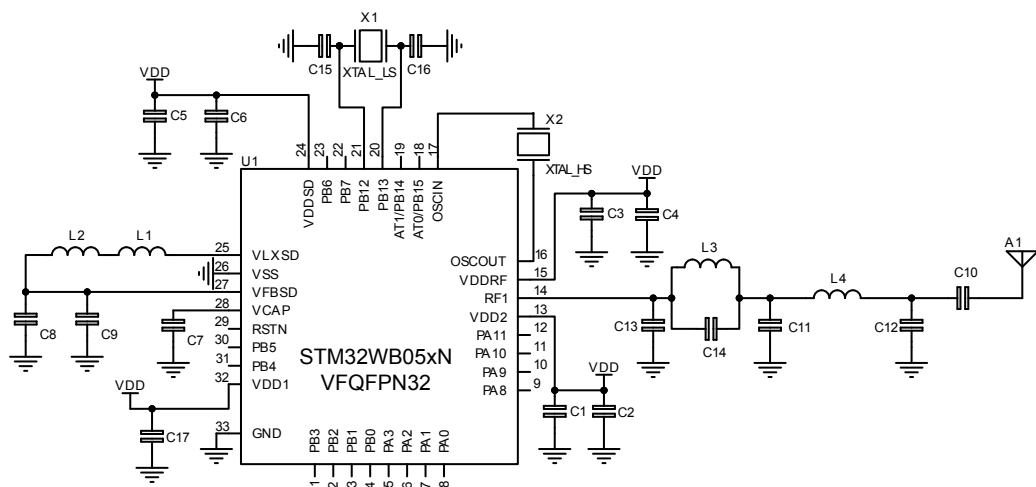 X1
C15
C16
XTAL_LS
VDD
C5
C6
X2
XTAL_HS
U1
24
23
22
21
20
19
18
17
VDDSD
PB6
PB7
PB12
PB13
AT1/PB14
AT0/PB15
OSCIN
VDD
C3
C4
L2
L1
25
VLXSD
26
VSS
27
VFBSD
28
VCAP
29
RSTN
30
PB5
31
PB4
32
VDD1
33
GND
C8
C9
C7
VDD
C17
STM32WB05xN
VFQFPN32
OSCOUT
16
VDDRF
15
RF1
14
VDD2
13
PA11
12
PA10
11
PA9
10
PA8
9
L3
C13
C14
C11
L4
C12
C10
A1
VDD
C1
C2
PB3
PB2
PB1
PB0
PA3
PA2
PA1
PA0
1
2
3
4
5
6
7
8